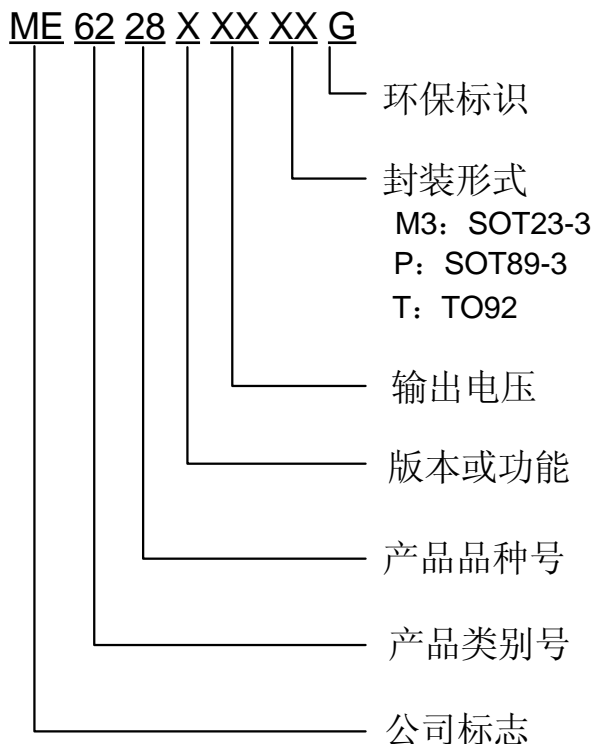 ME 62 28 X XX XX G
环保标识
封装形式
M3：SOT23-3
P：SOT89-3
T：TO92
输出电压
版本或功能
产品品种号
产品类别号
公司标志